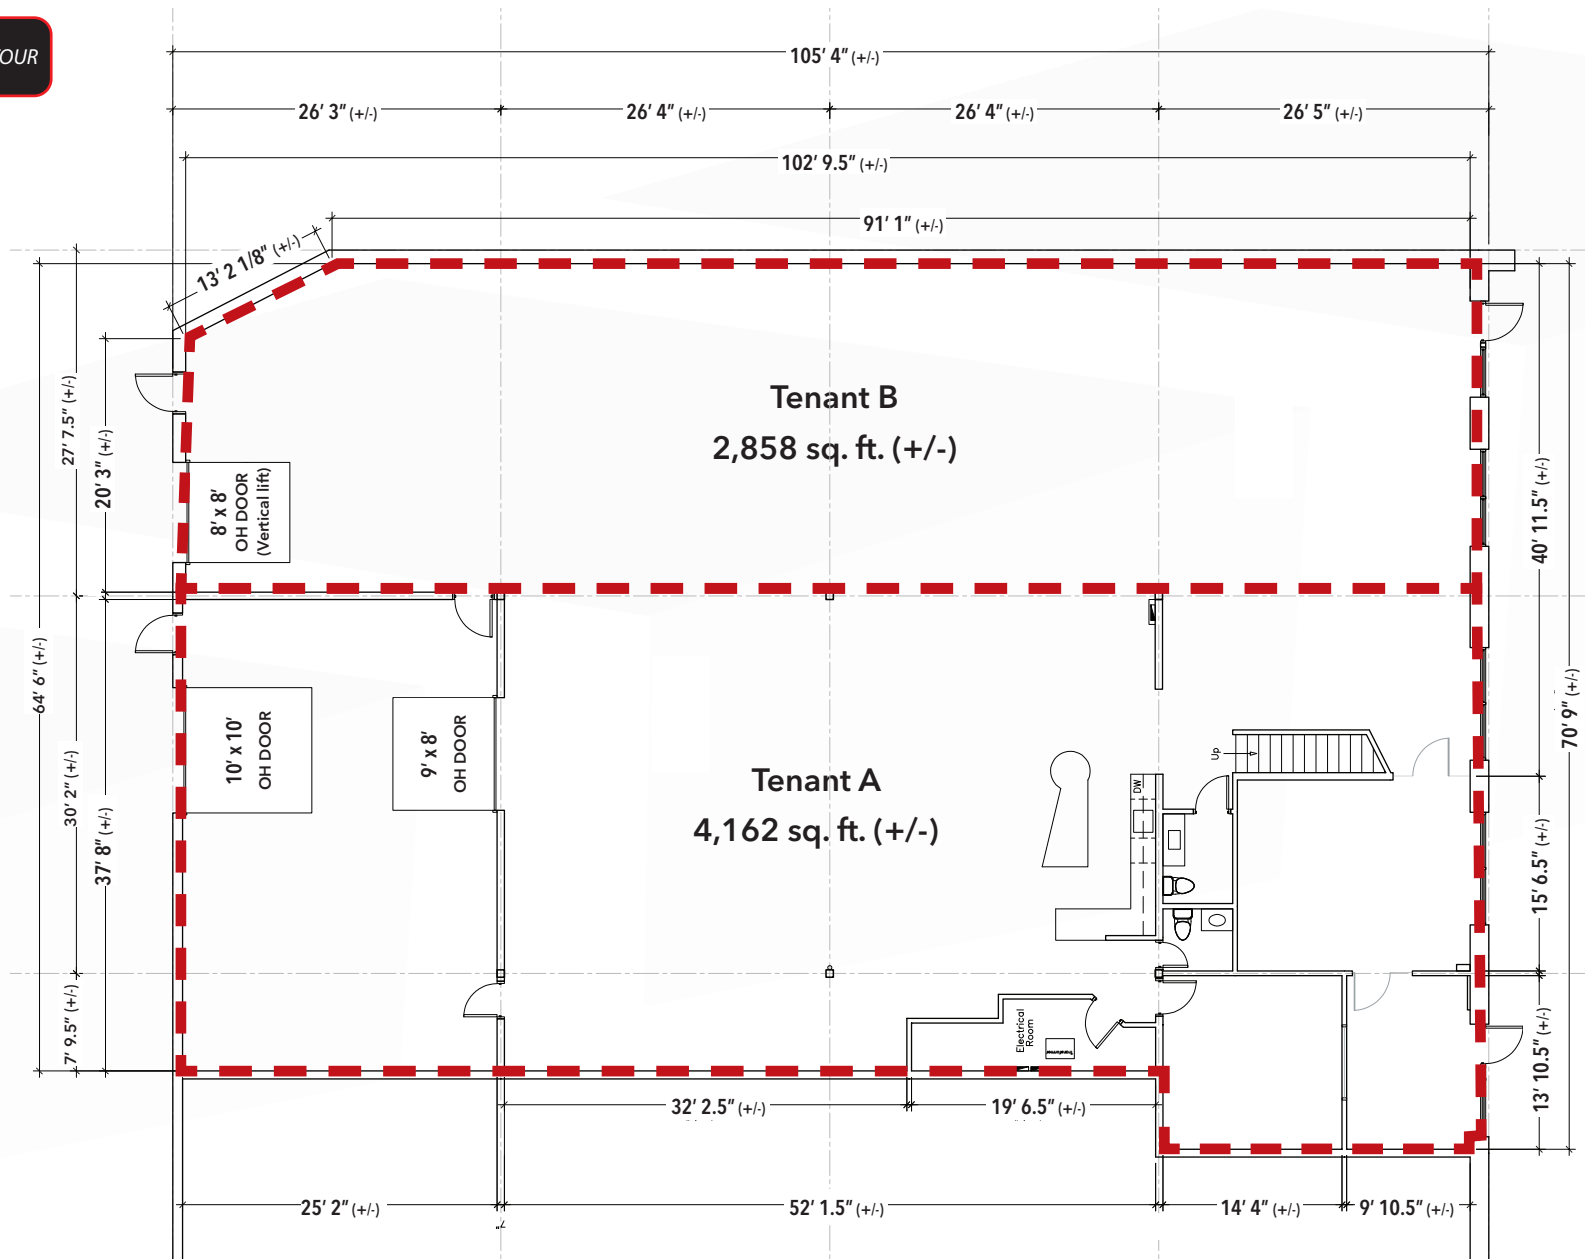 OUR
105' 4" (+/-)
26' 3" (+/-)
26' 4" (+/-)
26' 4" (+/-)
26' 5" (+/-)
102' 9.5" (+/-)
91' 1" (+/-)
13' 2 1/8" (+/-)
27' 7.5" (+/-)
20' 3" (+/-)
64' 6" (+/-)
30' 2" (+/-)
37' 8" (+/-)
7' 9.5" (+/-)
Tenant B
2,858 sq. ft. (+/-)
8' x 8'
OH DOOR
(Vertical lift)
10' x 10'
OH DOOR
9' x 8'
OH DOOR
Tenant A
4,162 sq. ft. (+/-)
Up
DW
Electrical
Room
Transformer
40' 11.5" (+/-)
70' 9" (+/-)
15' 6.5" (+/-)
13' 10.5" (+/-)
32' 2.5" (+/-)
19' 6.5" (+/-)
25' 2" (+/-)
52' 1.5" (+/-)
14' 4" (+/-)
9' 10.5" (+/-)